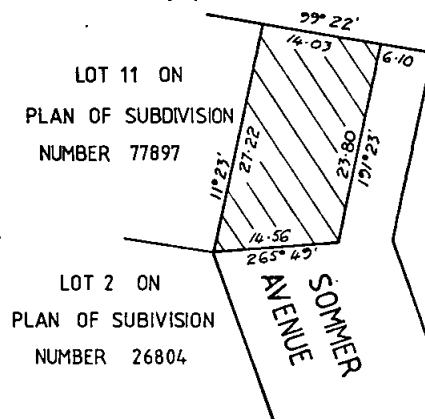 99° 22'
14·03
6·10
LOT 11 ON
PLAN OF SUBDIVISION
NUMBER 77897
11°23'
27·22
23·80
191°23'
14·56
265° 49'
LOT 2 ON
PLAN OF SUBIVISION
NUMBER 26804
SOMMER
AVENUE